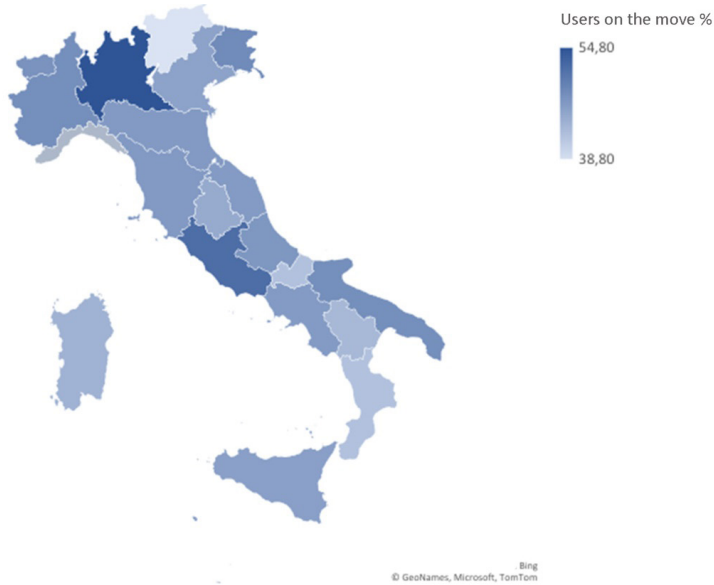 Users on the move %
54,80
38,80
Bing
© GeoNames, Microsoft, TomTom